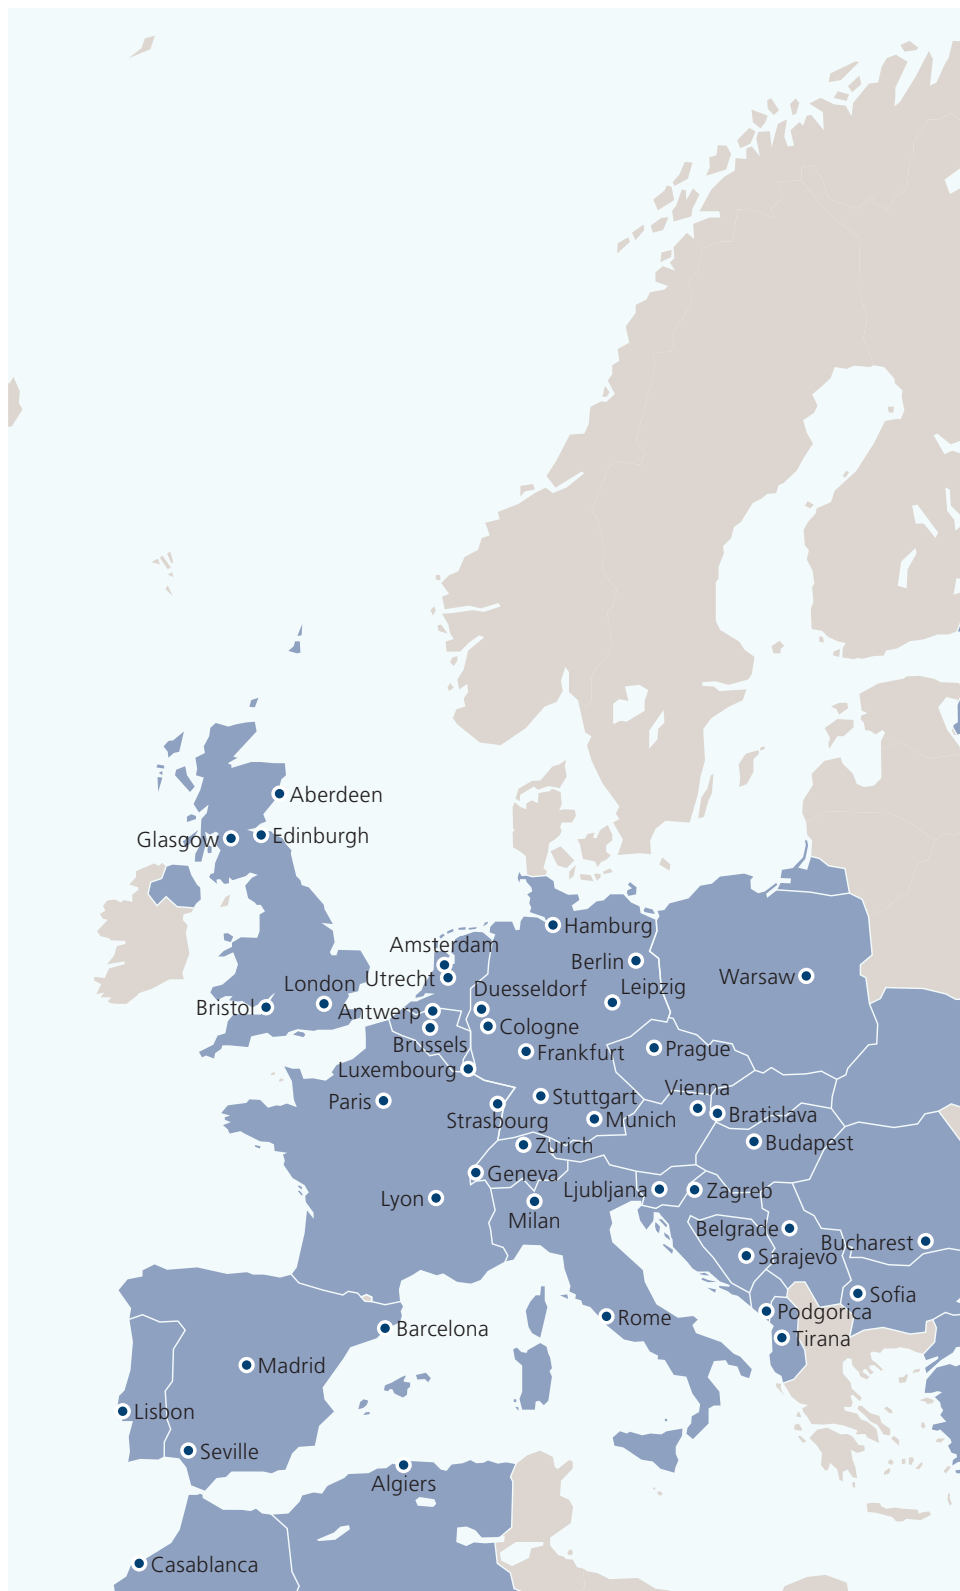 Aberdeen
Glasgow
Edinburgh
Hamburg
Amsterdam
Berlin
Warsaw
Utrecht
London
Duesseldorf
Leipzig
Bristol
Antwerp
Cologne
Brussels
Frankfurt
Prague
Luxembourg
Vienna
Paris
Stuttgart
Strasbourg
Munich
Bratislava
Zurich
Budapest
Geneva
Lyon
Ljubljana
Zagreb
Milan
Belgrade
Bucharest
Sarajevo
Sofia
Podgorica
Rome
Barcelona
Tirana
Madrid
Lisbon
Seville
Algiers
Casablanca